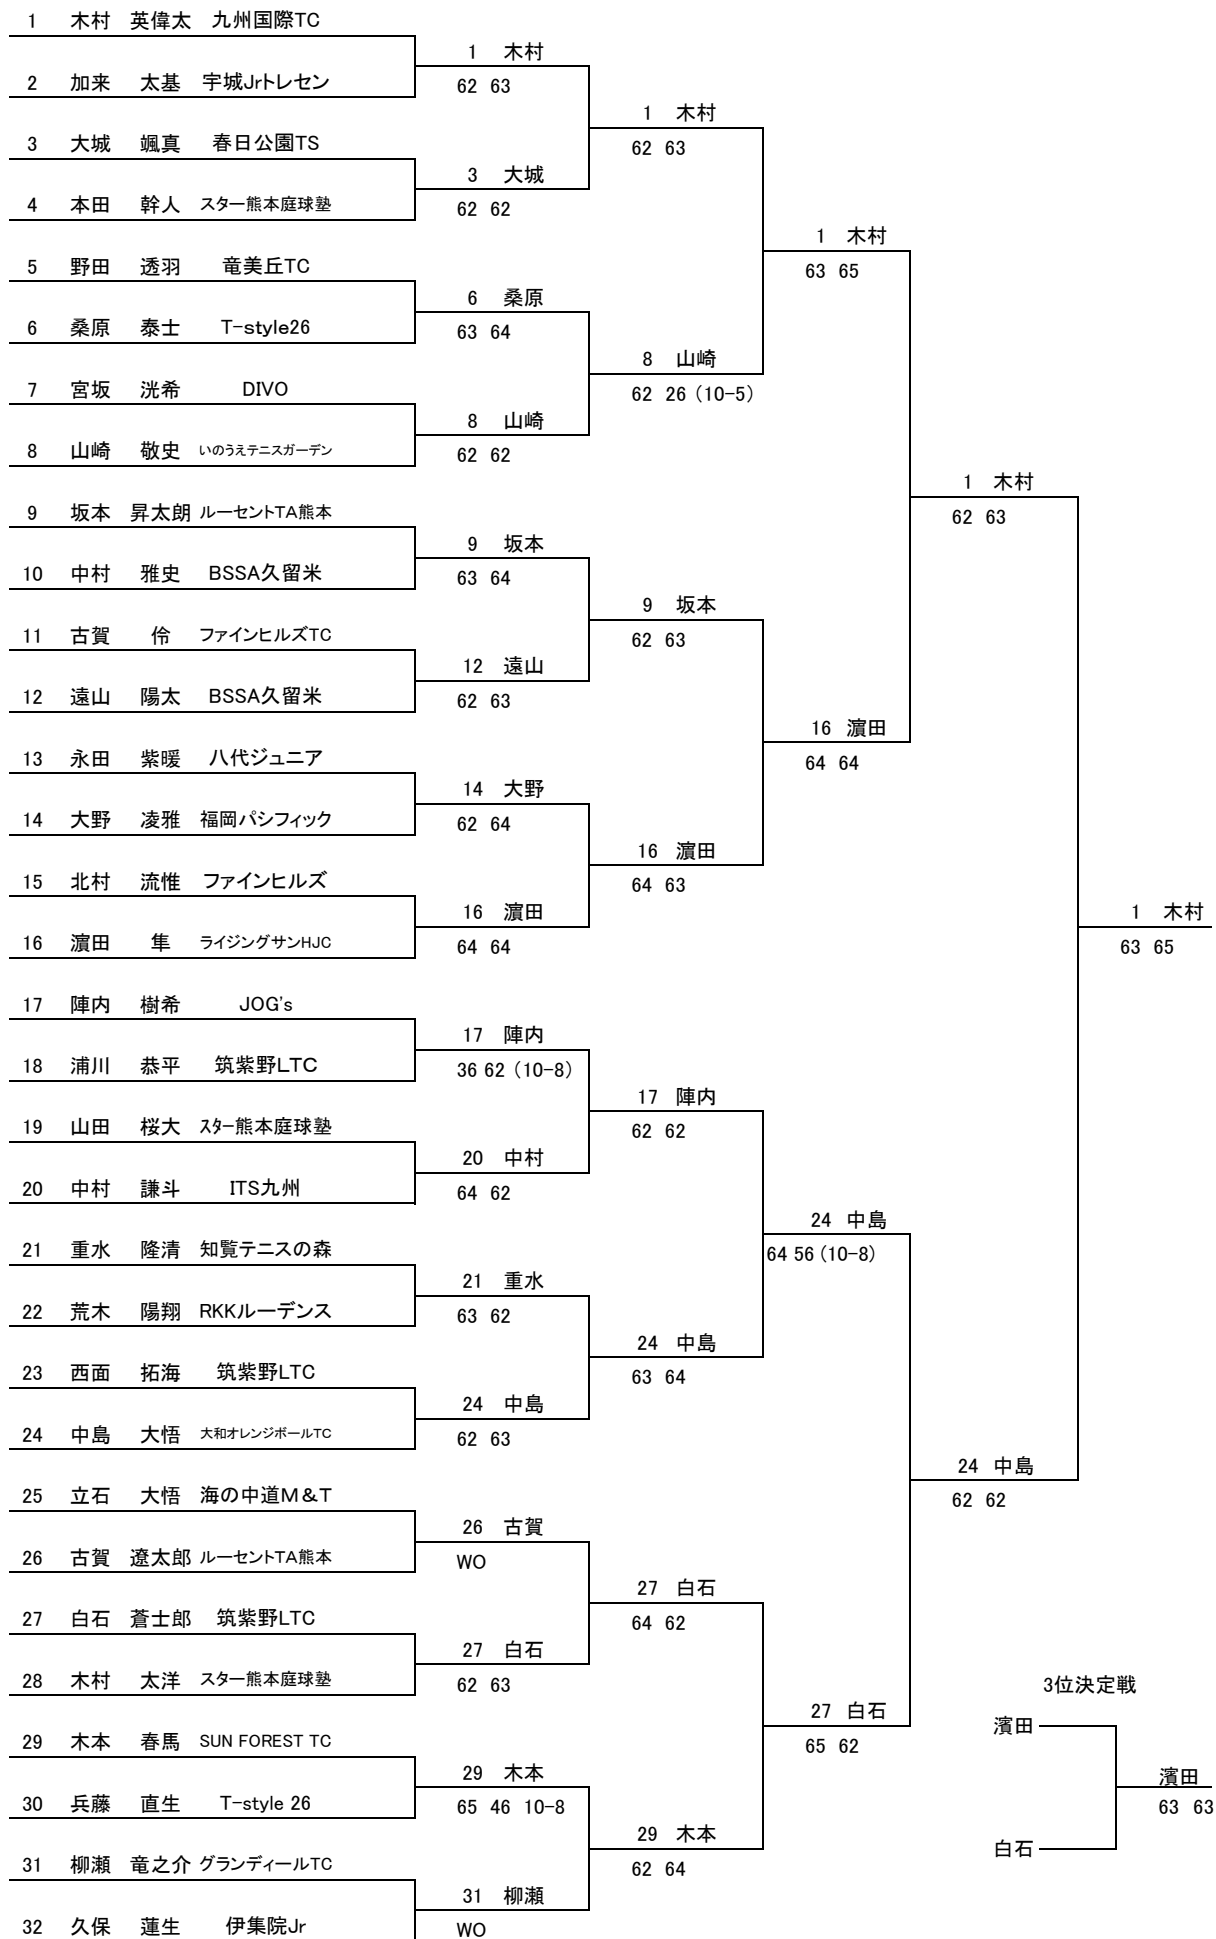 1 木村 英偉太 九州国際TC
1 木村
2 加来 太基 宇城Jrトレセン
62 63
1 木村
3 大城 颯真 春日公園TS
62 63
3 大城
4 本田 幹人 スター熊本庭球塾
62 62
1 木村
5 野田 透羽 竜美丘TC
63 65
6 桑原
6 桑原 泰士 T-style26
63 64
8 山崎
7 宮坂 洸希 DIVO
62 26 (10-5)
8 山崎
8 山崎 敬史 いのうえテニスガーデン
62 62
1 木村
9 坂本 昇太朗 ルーセントTA熊本
62 63
9 坂本
10 中村 雅史 BSSA久留米
63 64
9 坂本
11 古賀 伶 ファインヒルズTC
62 63
12 遠山
12 遠山 陽太 BSSA久留米
62 63
16 濵田
13 永田 紫暖 八代ジュニア
64 64
14 大野
14 大野 凌雅 福岡パシフィック
62 64
16 濵田
15 北村 流惟 ファインヒルズ
64 63
16 濵田
1 木村
16 濵田 隼 ライジングサンHJC
64 64
63 65
17 陣内 樹希 JOG's
17 陣内
18 浦川 恭平 筑紫野LTC
36 62 (10-8)
17 陣内
19 山田 桜大 スター熊本庭球塾
62 62
20 中村
20 中村 謙斗 ITS九州
64 62
24 中島
21 重水 隆清 知覧テニスの森
64 56 (10-8)
21 重水
22 荒木 陽翔 RKKルーデンス
63 62
24 中島
23 西面 拓海 筑紫野LTC
63 64
24 中島
24 中島 大悟 大和オレンジボールTC
62 63
24 中島
25 立石 大悟 海の中道M&T
62 62
26 古賀
26 古賀 遼太郎 ルーセントTA熊本
WO
27 白石
27 白石 蒼士郎 筑紫野LTC
64 62
27 白石
28 木村 太洋 スター熊本庭球塾
62 63
3位決定戦
27 白石
濱田
29 木本 春馬 SUN FOREST TC
65 62
29 木本
濱田
30 兵藤 直生 T-style 26
65 46 10-8
63 63
29 木本
白石
31 柳瀬 竜之介 グランディールTC
62 64
31 柳瀬
32 久保 蓮生 伊集院Jr
WO